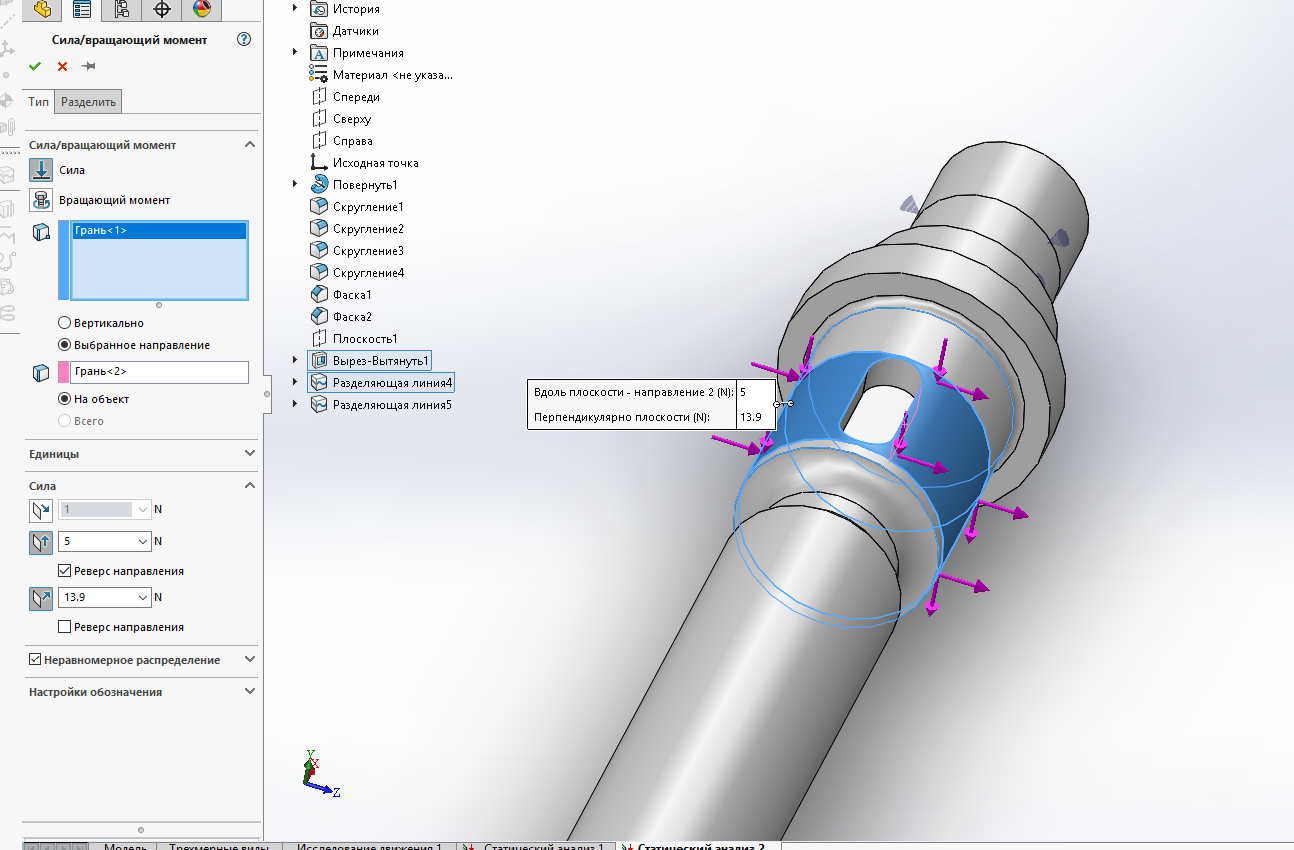 Сила/вращающий момент
Тип
Разделить
Сила/вращающий момент
Сила
Вращающий момент
Грань<1>
Вертикально
Выбранное направление
Грань<2>
На объект
Всего
Единицы
Сила
1 N
5 N
Реверс направления
13.9 N
Реверс направления
Неравномерное распределение
Настройки обозначения
История
Датчики
A Примечания
Материал <не указа...
Спереди
Сверху
Справа
Исходная точка
Повернуть1
Скругление1
Скругление2
Скругление3
Скругление4
Фаска1
Фаска2
Плоскость1
Вырез-Вытянуть1
Разделяющая линия4
Разделяющая линия5
Вдоль плоскости - направление 2 (N): 5
Перпендикулярно плоскости (N): 13.9
Y
X
Z
Модель
Трехмерные виды
Исследование движения 1
Статический анализ 1
Статический анализ 2